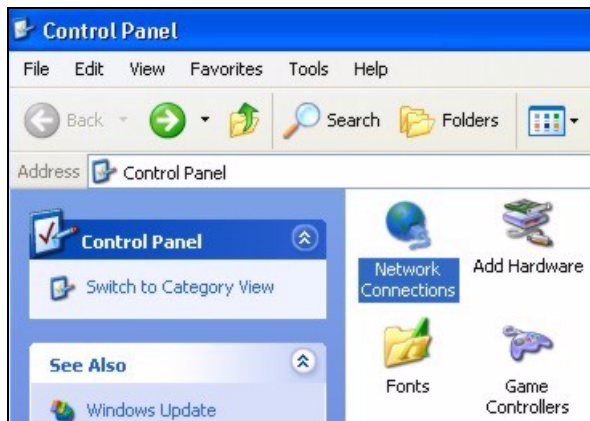 Control Panel
File Edit View Favorites Tools Help
Back Search Folders
Address Control Panel
Control Panel
Switch to Category View
See Also
Windows Update
Network
Connections
Add Hardware
Fonts
Game
Controllers